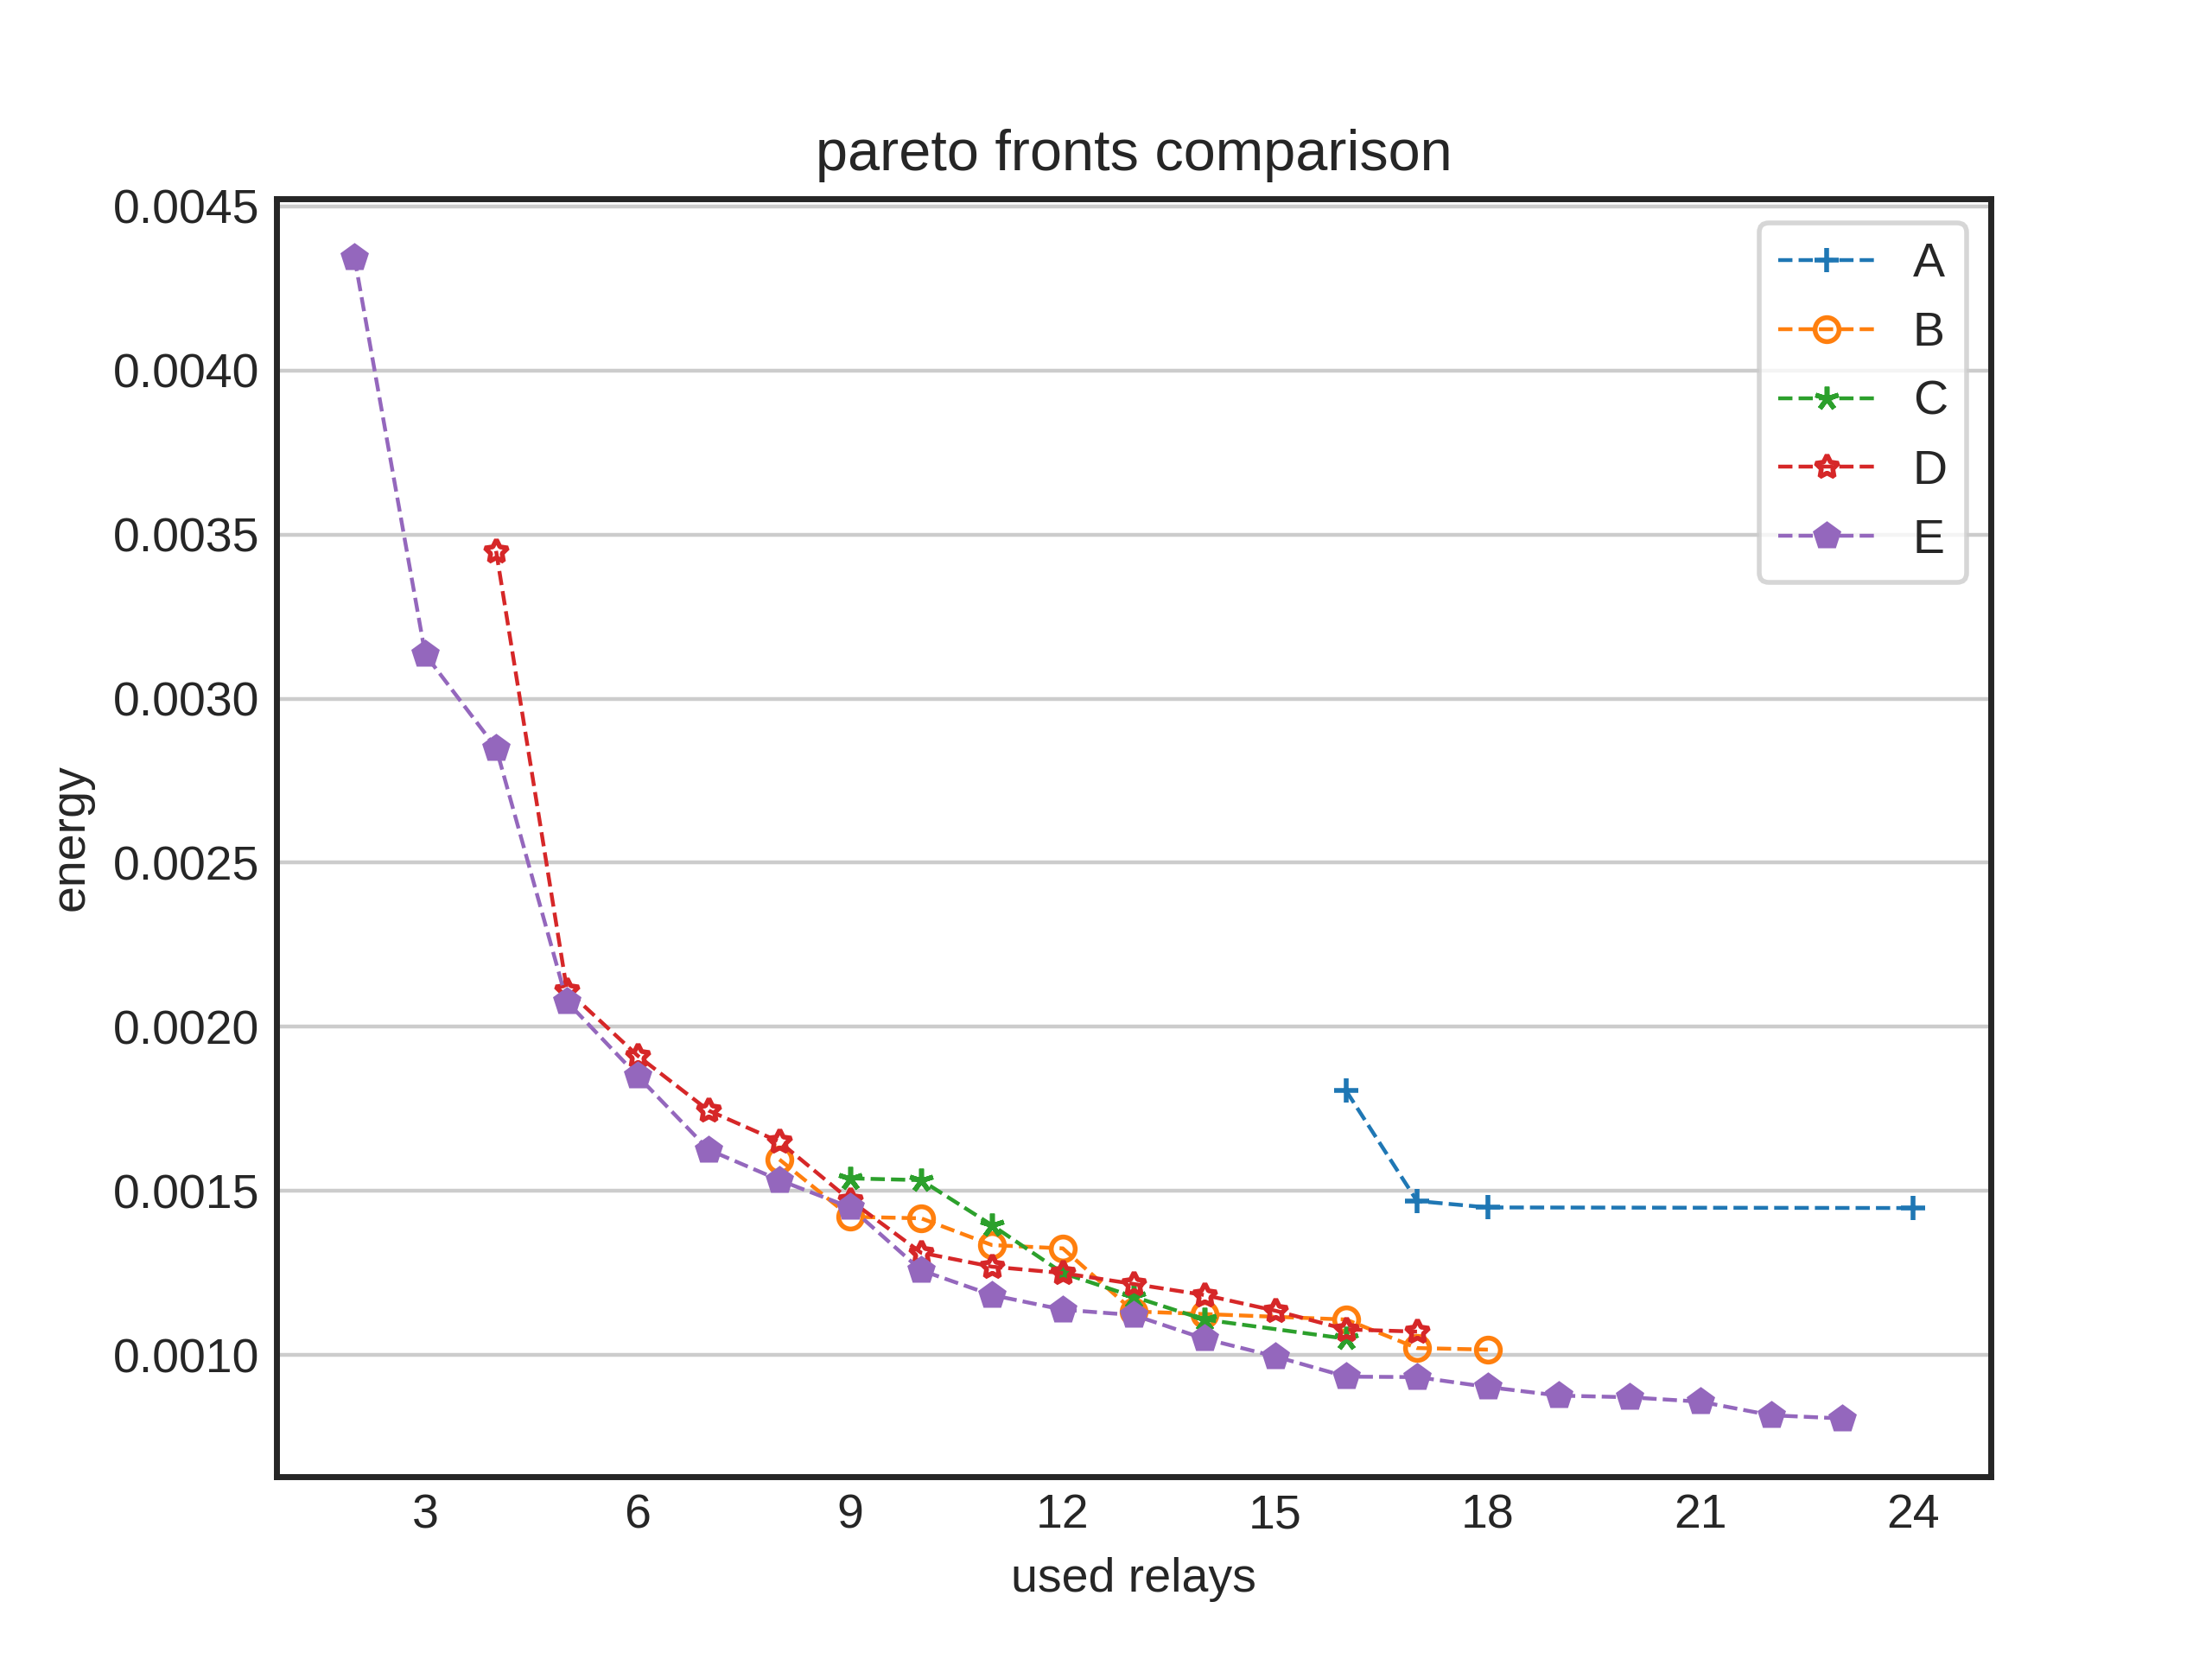 pareto fronts comparison
0.0045
0.0040
0.0035
0.0030
0.0025
0.0020
0.0015
0.0010
energy
A
B
C
D
E
3 6 9 12 15 18 21 24
used relays